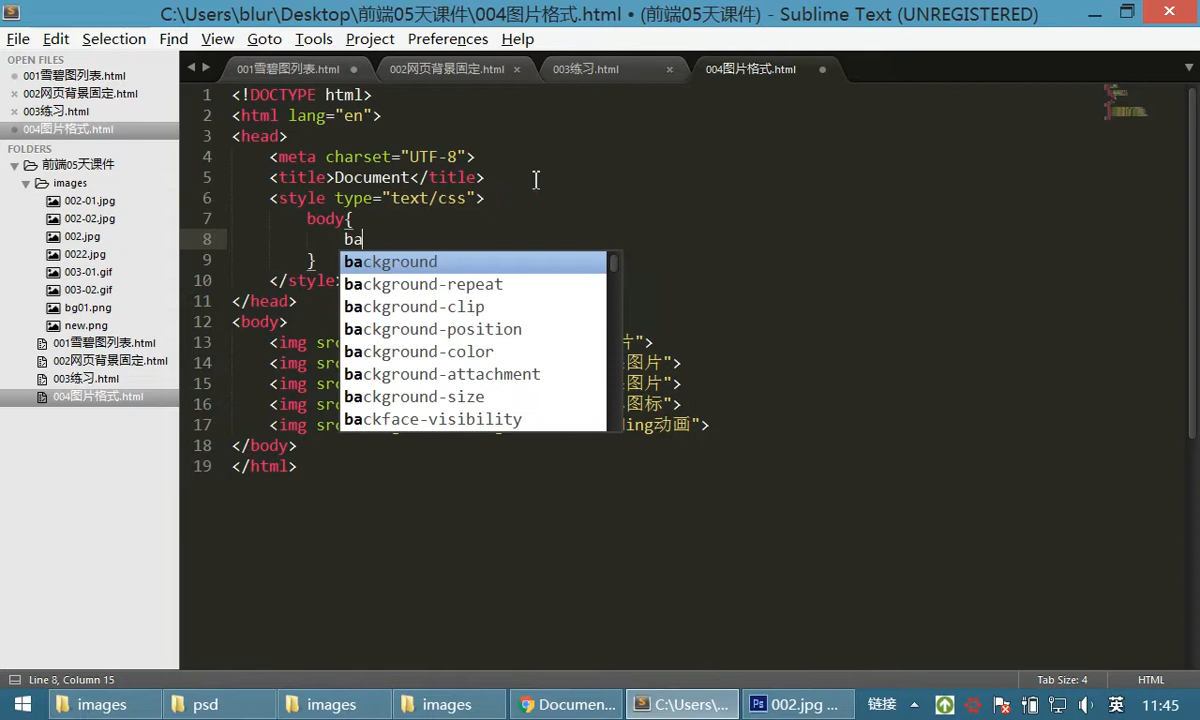 C:\Users\blur\Desktop\前端05天课件\004图片格式.html • (前端05天课件) - Sublime Text (UNREGISTERED)
File Edit Selection Find View Goto Tools Project Preferences Help
OPEN FILES
001雪碧图列表.html
002网页背景固定.html
003练习.html
004图片格式.html
FOLDERS
前端05天课件
images
002-01.jpg
002-02.jpg
002.jpg
0022.jpg
003-01.gif
003-02.gif
bg01.png
new.png
001雪碧图列表.html
002网页背景固定.html
003练习.html
004图片格式.html
001雪碧图列表.html 002网页背景固定.html × 003练习.html × 004图片格式.html
1 <!DOCTYPE html>
2 <html lang="en">
3 <head>
4 <meta charset="UTF-8">
5 <title>Document</title>
6 <style type="text/css">
7 body{
8 ba
9 }
10 </style>
11 </head>
12 <body>
13 <img src 片">
14 <img src 图片">
15 <img src 图片">
16 <img src 图标">
17 <img src ding动画">
18 </body>
19 </html>
background
background-repeat
background-clip
background-position
background-color
background-attachment
background-size
backface-visibility
Line 8, Column 15 Tab Size: 4 HTML
images psd images images Documen... C:\Users\... 002.jpg ... 链接 英 11:45